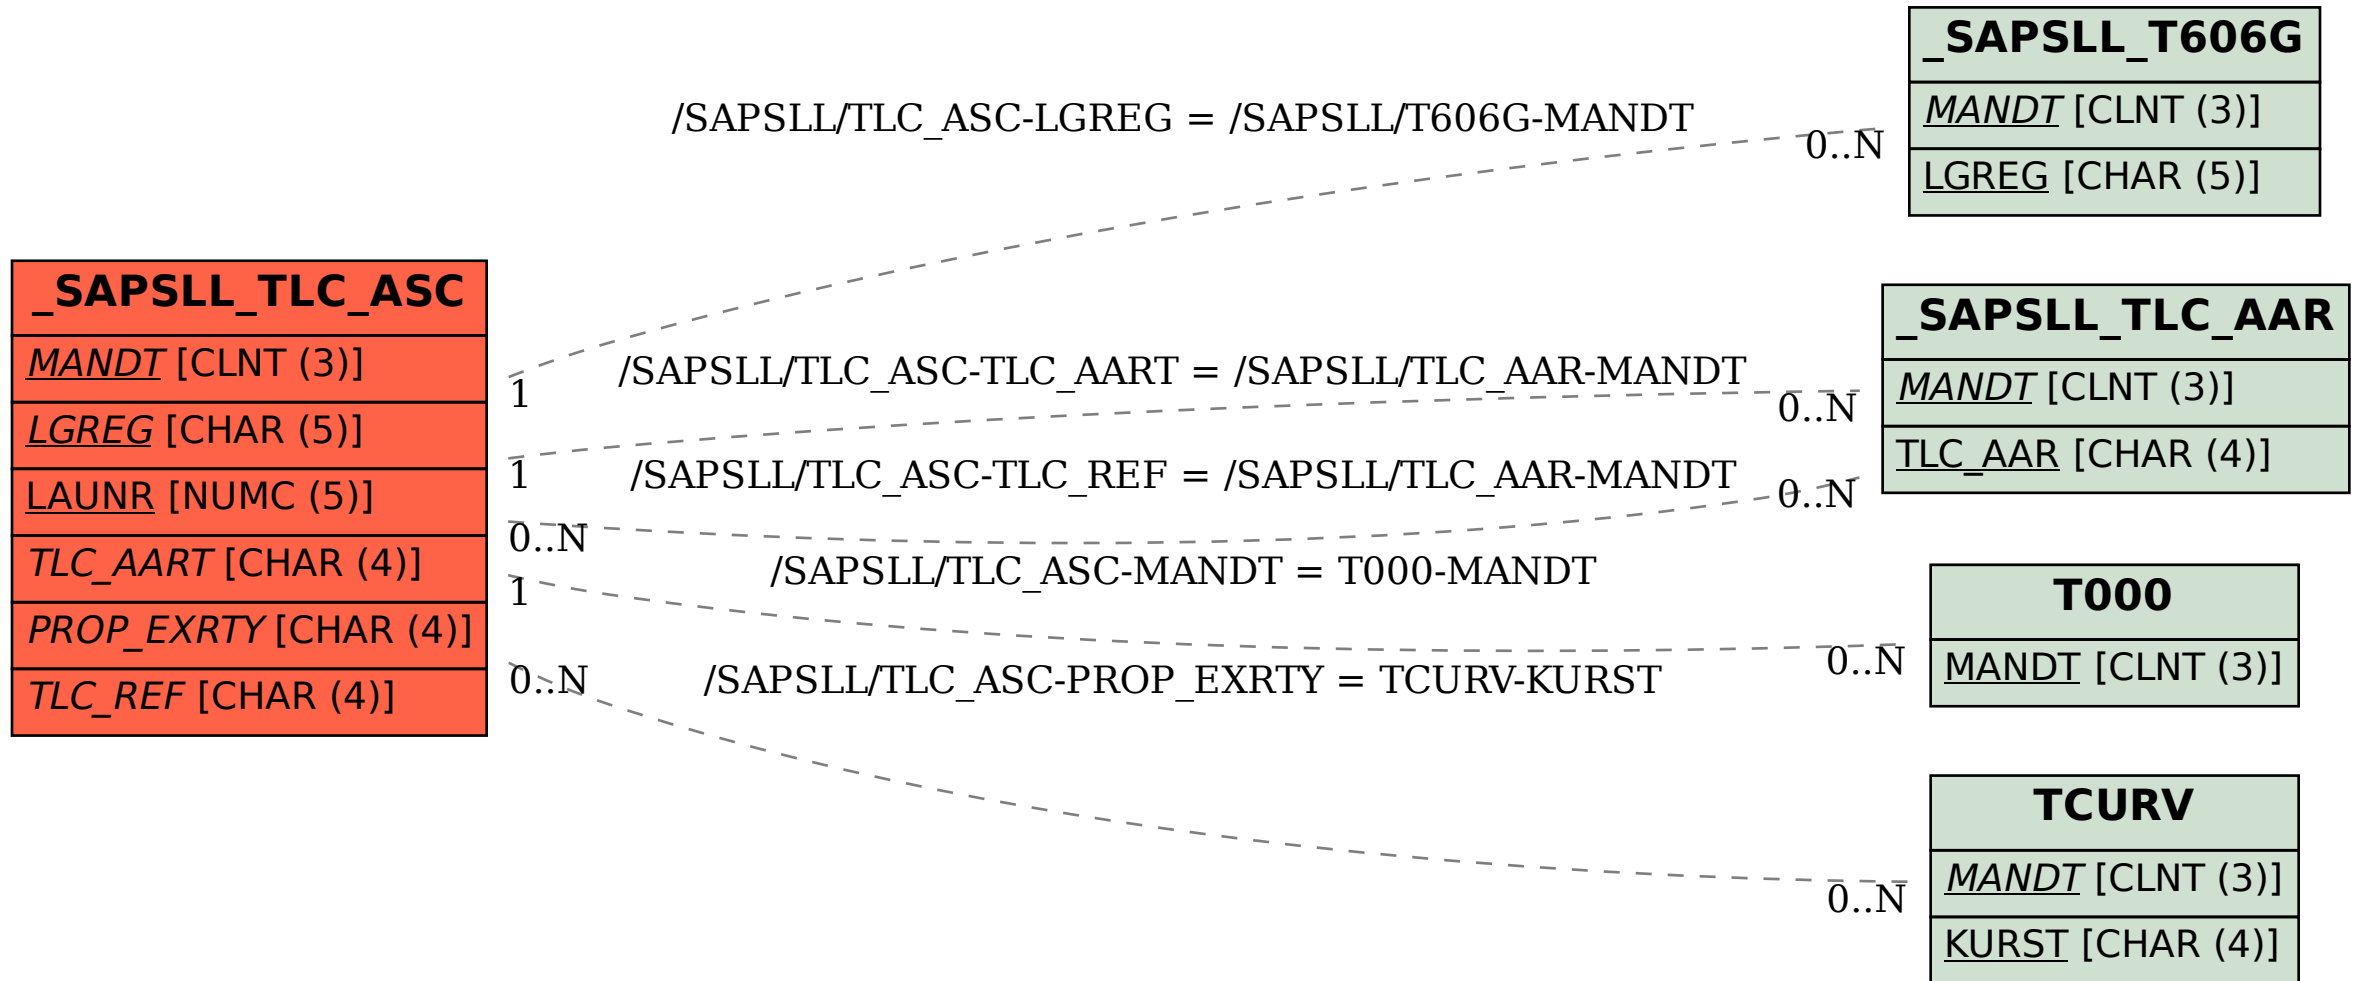 _SAPSLL_TLC_ASC
MANDT [CLNT (3)]
LGREG [CHAR (5)]
LAUNR [NUMC (5)]
TLC_AART [CHAR (4)]
PROP_EXRTY [CHAR (4)]
TLC_REF [CHAR (4)]
/SAPSLL/TLC_ASC-LGREG = /SAPSLL/T606G-MANDT
1
0..N
/SAPSLL/TLC_ASC-TLC_AART = /SAPSLL/TLC_AAR-MANDT
1
0..N
/SAPSLL/TLC_ASC-TLC_REF = /SAPSLL/TLC_AAR-MANDT
0..N
0..N
/SAPSLL/TLC_ASC-MANDT = T000-MANDT
1
0..N
/SAPSLL/TLC_ASC-PROP_EXRTY = TCURV-KURST
0..N
0..N
_SAPSLL_T606G
MANDT [CLNT (3)]
LGREG [CHAR (5)]
_SAPSLL_TLC_AAR
MANDT [CLNT (3)]
TLC_AAR [CHAR (4)]
T000
MANDT [CLNT (3)]
TCURV
MANDT [CLNT (3)]
KURST [CHAR (4)]